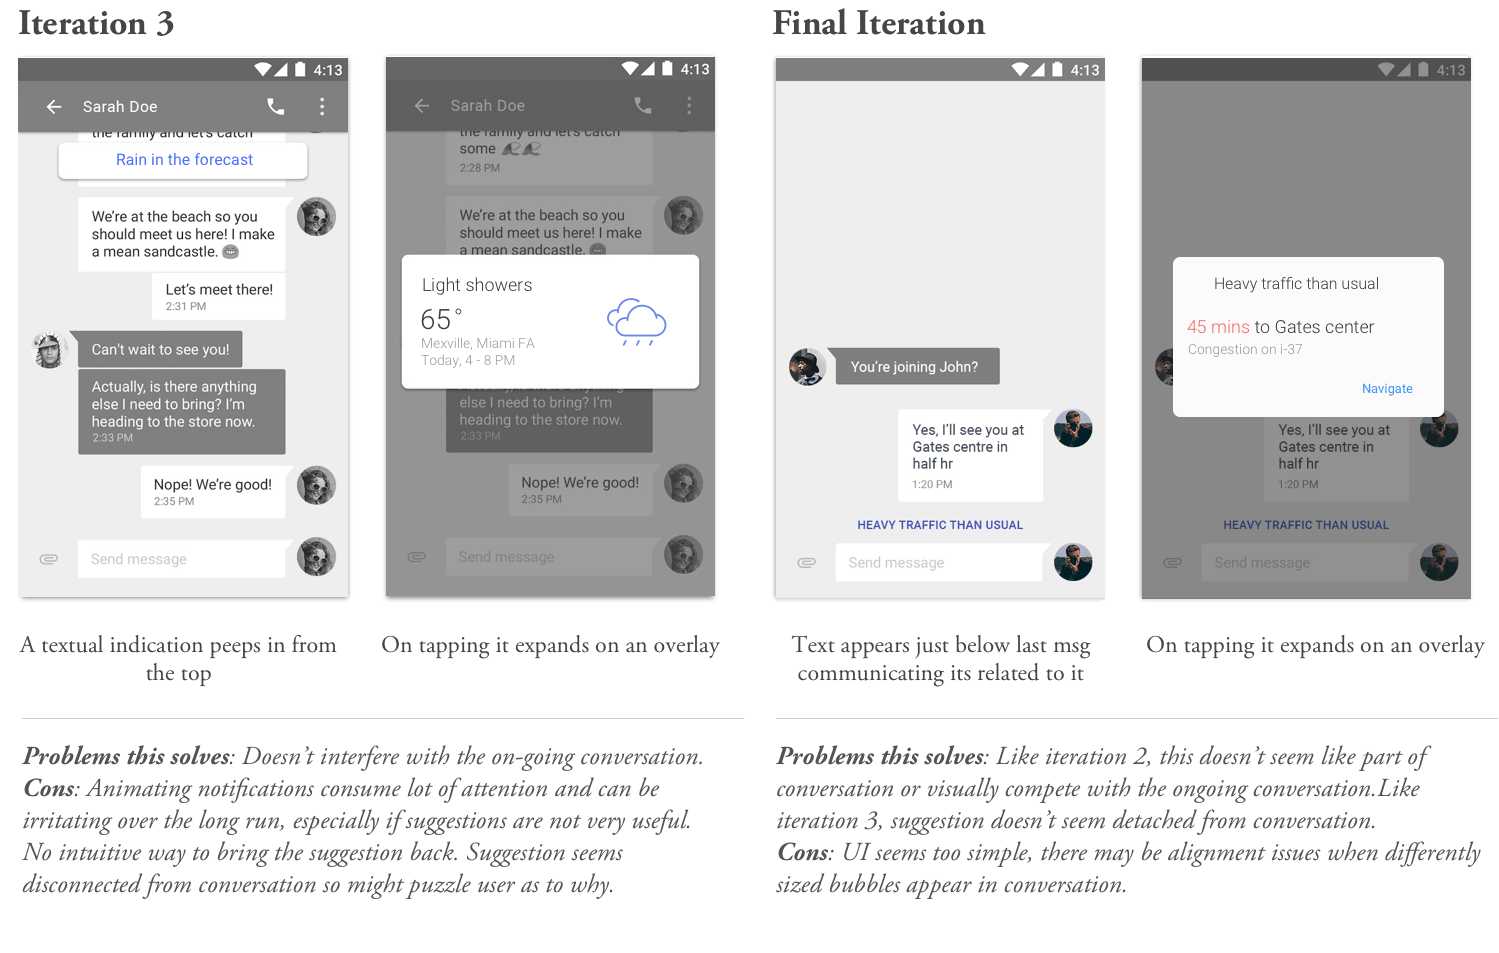 Iteration 3
4:13
Sarah Doe
the family and let's catch
Rain in the forecast
We're at the beach so you
should meet us here! I make
a mean sandcastle.
Let's meet there!
2:31 PM
Can't wait to see you!
Actually, is there anything
else I need to bring? I'm
heading to the store now.
2:33 PM
Nope! We're good!
2:35 PM
Send message
A textual indication peeps in from
the top
4:13
Sarah Doe
the family and let's catch
some
2:28 PM
We're at the beach so you
should meet us here! I make
a mean sandcastle.
Light showers
65°
Mexville, Miami FA
Today, 4 - 8 PM
Actually, is there anything
else I need to bring? I'm
heading to the store now.
2:33 PM
Nope! We're good!
2:35 PM
Send message
On tapping it expands on an overlay
Problems this solves: Doesn't interfere with the on-going conversation.
Cons: Animating notifications consume lot of attention and can be
irritating over the long run, especially if suggestions are not very useful.
No intuitive way to bring the suggestion back. Suggestion seems
disconnected from conversation so might puzzle user as to why.
Final Iteration
4:13
You're joining John?
Yes, I'll see you at
Gates centre in
half hr
1:20 PM
HEAVY TRAFFIC THAN USUAL
Send message
Text appears just below last msg
communicating its related to it
4:13
Heavy traffic than usual
45 mins to Gates center
Congestion on i-37
Navigate
Yes, I'll see you at
Gates centre in
half hr
1:20 PM
HEAVY TRAFFIC THAN USUAL
Send message
On tapping it expands on an overlay
Problems this solves: Like iteration 2, this doesn't seem like part of
conversation or visually compete with the ongoing conversation.Like
iteration 3, suggestion doesn't seem detached from conversation.
Cons: UI seems too simple, there may be alignment issues when differently
sized bubbles appear in conversation.